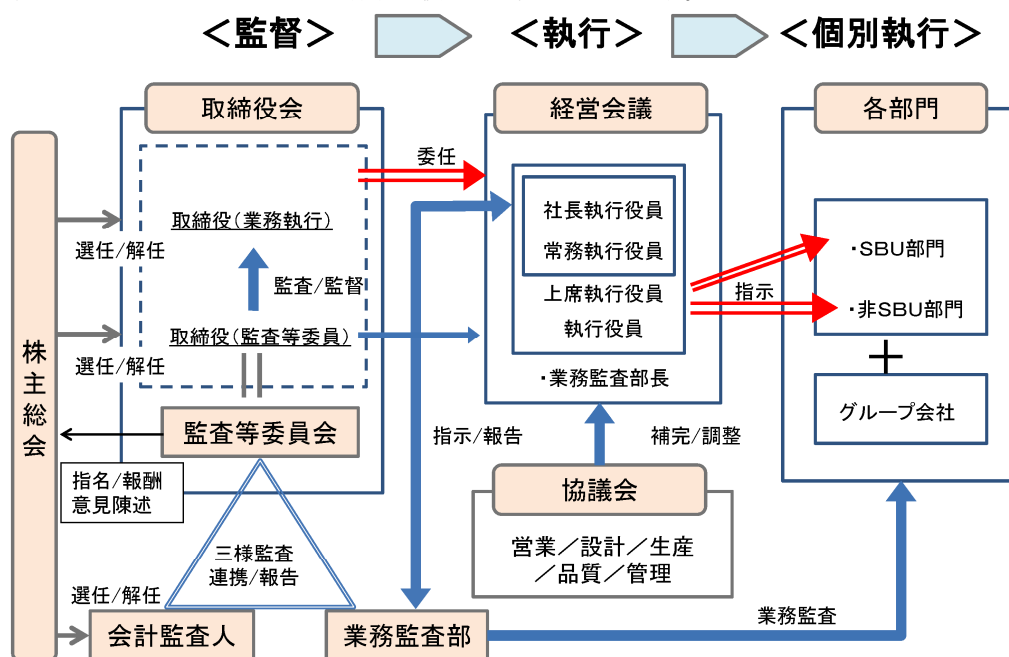 ＜監督＞
＜執行＞
＜個別執行＞
取締役会
経営会議
各部門
株主総会
委任
取締役(業務執行)
選任/解任
監査/監督
取締役(監査等委員)
選任/解任
社長執行役員
常務執行役員
上席執行役員
執行役員
・業務監査部長
指示
・SBU部門
・非SBU部門
＋
グループ会社
監査等委員会
指名/報酬
意見陳述
指示/報告
補完/調整
協議会
営業／設計／生産
／品質／管理
三様監査
連携/報告
選任/解任
会計監査人
業務監査部
業務監査